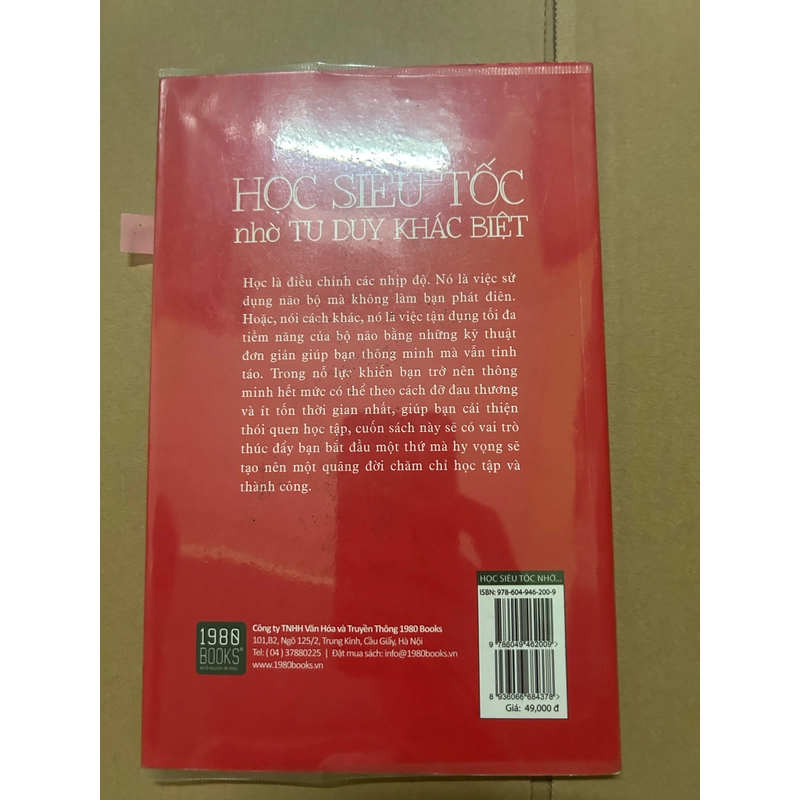 HỌC SIÊU TỐC
nhờ TƯ DUY KHÁC BIỆT
Học là điều chỉnh các nhịp độ. Nó là việc sử
dụng não bộ mà không làm bạn phát điên.
Hoặc, nói cách khác, nó là việc tận dụng tối đa
tiềm năng của bộ não bằng những kỹ thuật
đơn giản giúp bạn thông minh mà vẫn tỉnh
táo. Trong nỗ lực khiến bạn trở nên thông
minh hết mức có thể theo cách đỡ đau thương
và ít tốn thời gian nhất, giúp bạn cải thiện
thói quen học tập, cuốn sách này sẽ có vai trò
thúc đẩy bạn bắt đầu một thứ mà hy vọng sẽ
tạo nên một quãng đời chăm chỉ học tập và
thành công.
HỌC SIÊU TỐC NHỜ...
ISBN: 978-604-946-200-9
9 786049 462009>
8 936066 684378>
Giá: 49,000 đ
1980
BOOKS®
Công ty TNHH Văn Hóa và Truyền Thông 1980 Books
101,B2, Ngõ 125/2, Trung Kính, Cầu Giấy, Hà Nội
Tel: ( 04 ) 37880225 | Đặt mua sách: info@1980books.vn
www.1980books.vn